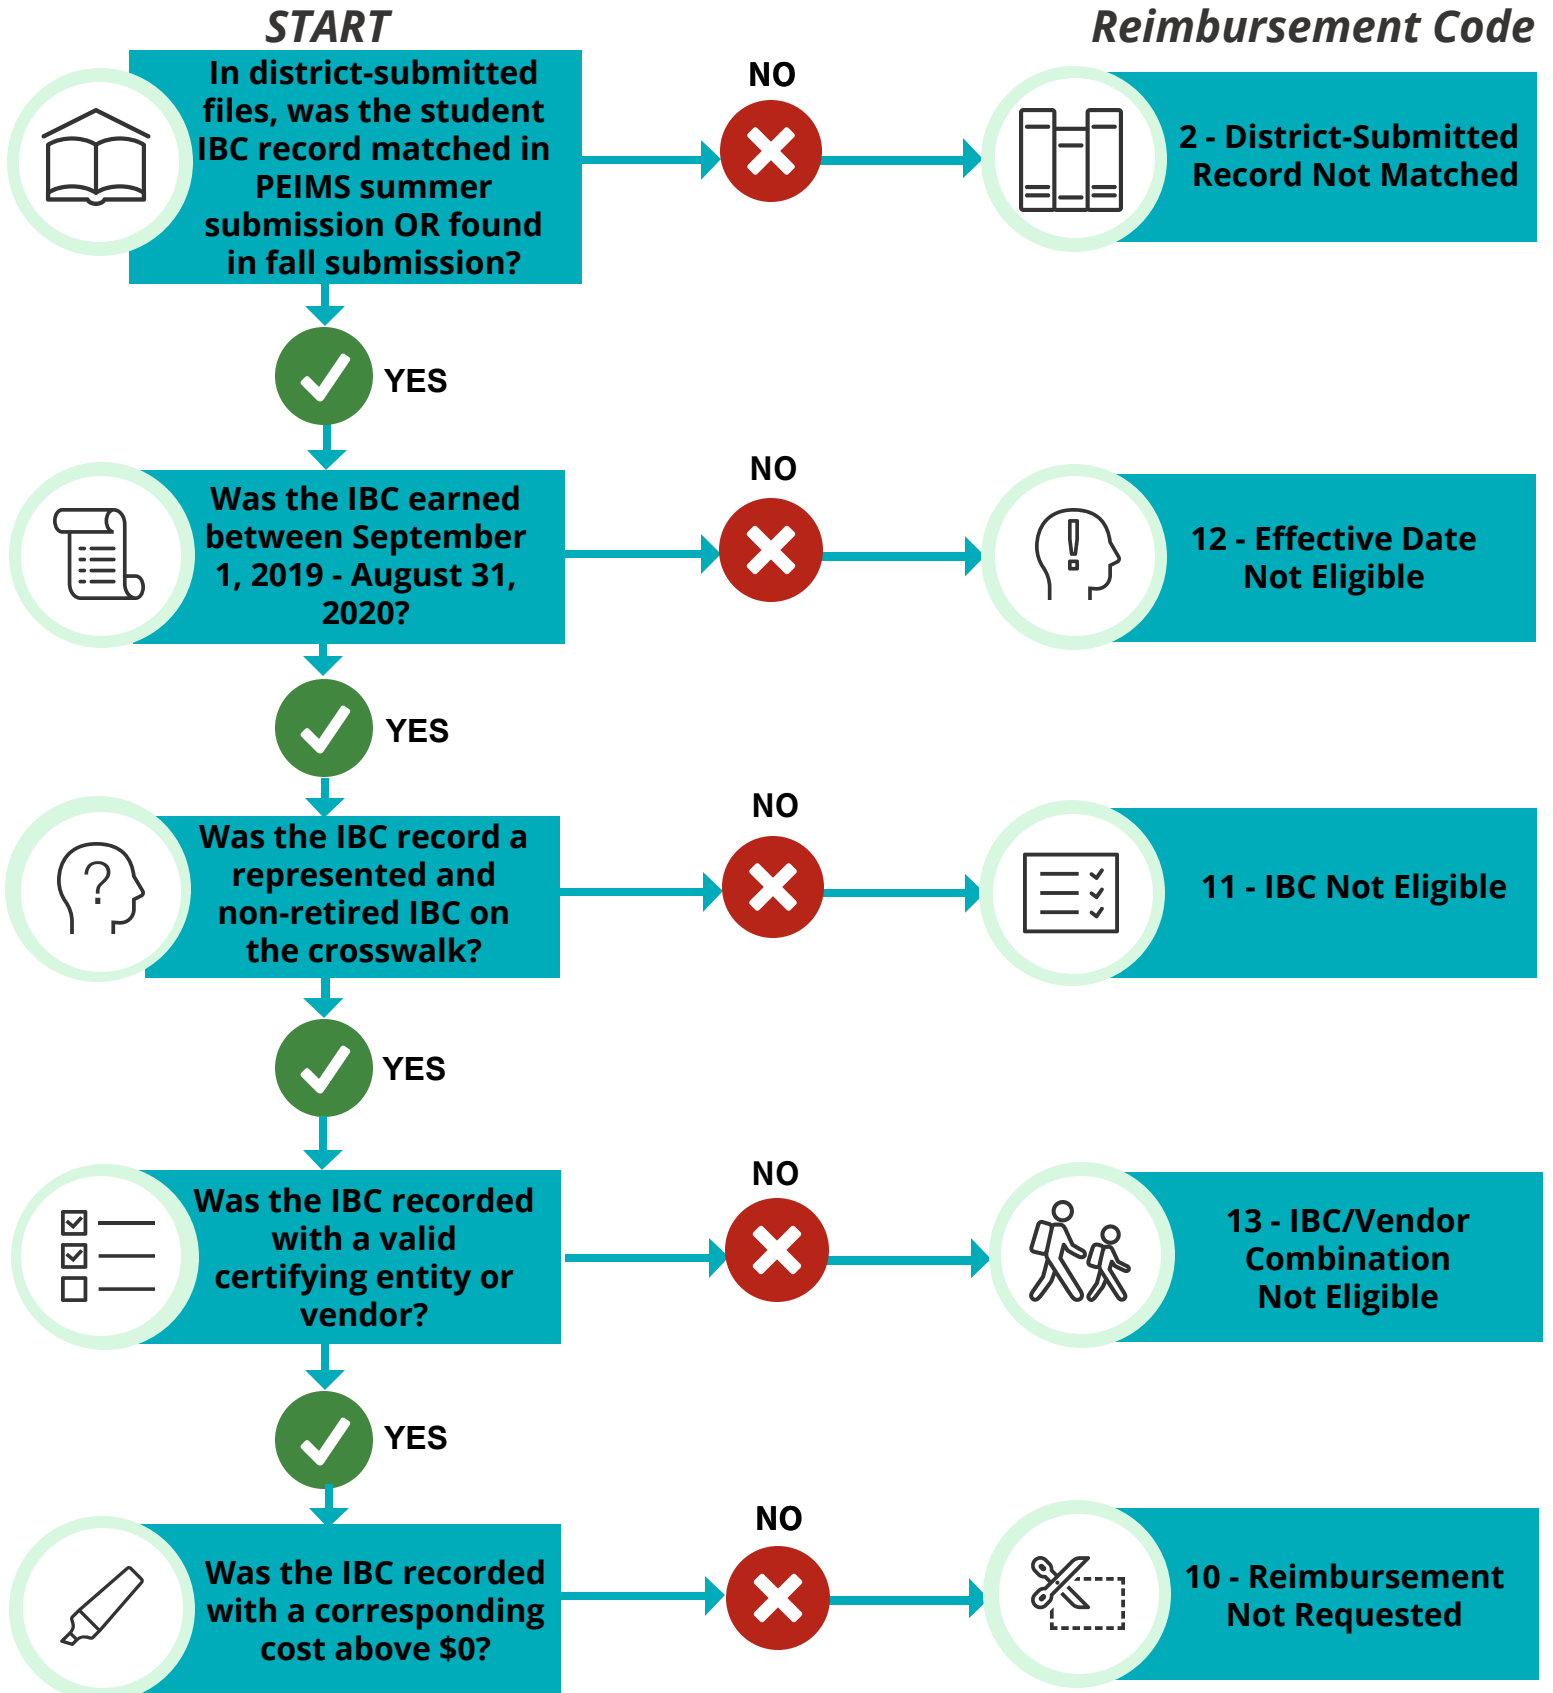 START
Reimbursement Code
In district-submitted
files, was the student
IBC record matched in
PEIMS summer
submission OR found
in fall submission?
NO
2 - District-Submitted
Record Not Matched
YES
Was the IBC earned
between September
1, 2019 - August 31,
2020?
NO
12 - Effective Date
Not Eligible
YES
Was the IBC record a
represented and
non-retired IBC on
the crosswalk?
NO
11 - IBC Not Eligible
YES
Was the IBC recorded
with a valid
certifying entity or
vendor?
NO
13 - IBC/Vendor
Combination
Not Eligible
YES
Was the IBC recorded
with a corresponding
cost above $0?
NO
10 - Reimbursement
Not Requested